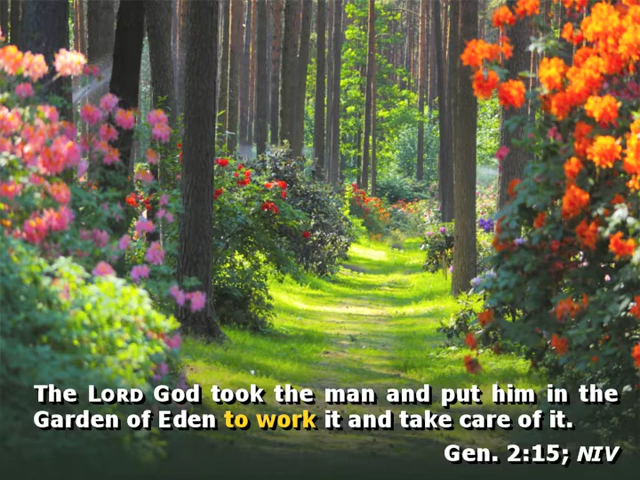 The LORD God took the man and put him in the
Garden of Eden to work it and take care of it.
Gen. 2:15; NIV